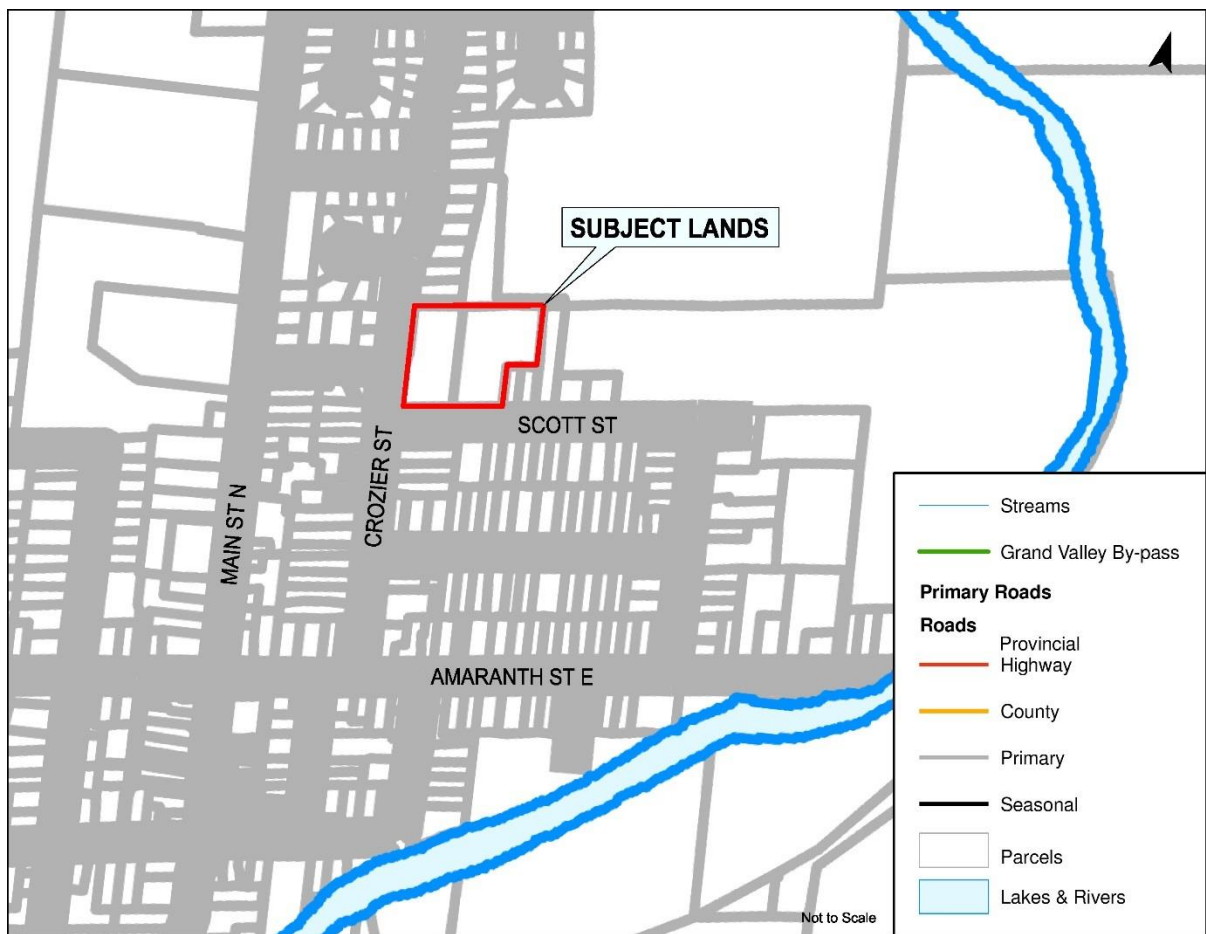 SUBJECT LANDS
SCOTT ST
CROZIER ST
MAIN ST N
AMARANTH ST E
Streams
Grand Valley By-pass
Primary Roads
Roads
Provincial
Highway
County
Primary
Seasonal
Parcels
Lakes & Rivers
Not to Scale